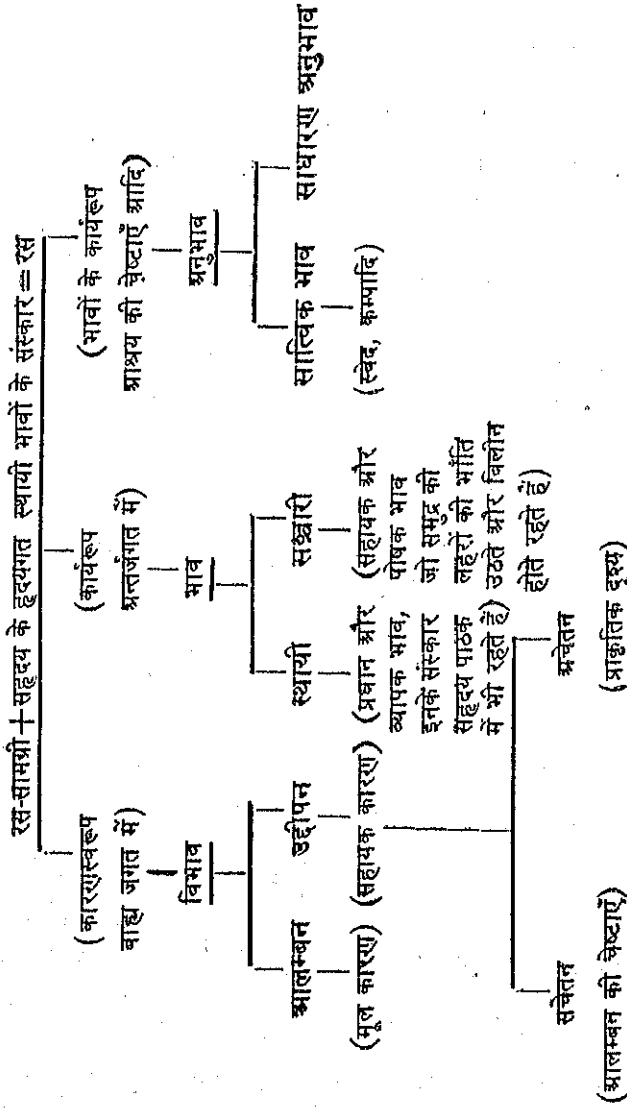 रस-सामग्री + सहृदय के हृदयगत स्थायी भावों के संस्कार = रस
(कारणस्वरूप
बाह्य जगत में)
विभाव
आलम्बन
(मूल कारण)
उद्दीपन
(सहायक कारण)
सचेतन
(आलम्बन की चेष्टाएँ)
अचेतन
(प्राकृतिक दृश्य)
(कार्यरूप
अन्तर्जगत में)
भाव
स्थायी
(प्रधान और
व्यापक भाव,
इनके संस्कार
सहृदय पाठक
में भी रहते हैं)
सञ्चारी
(सहायक और
पोषक भाव
जो समुद्र की
लहरों की भाँति
उठते और विलीन
होते रहते हैं)
(भावों के कार्यरूप
आश्रय की चेष्टाएँ आदि)
अनुभाव
सात्विक भाव
(स्वेद, कम्पादि)
साधारण अनुभाव